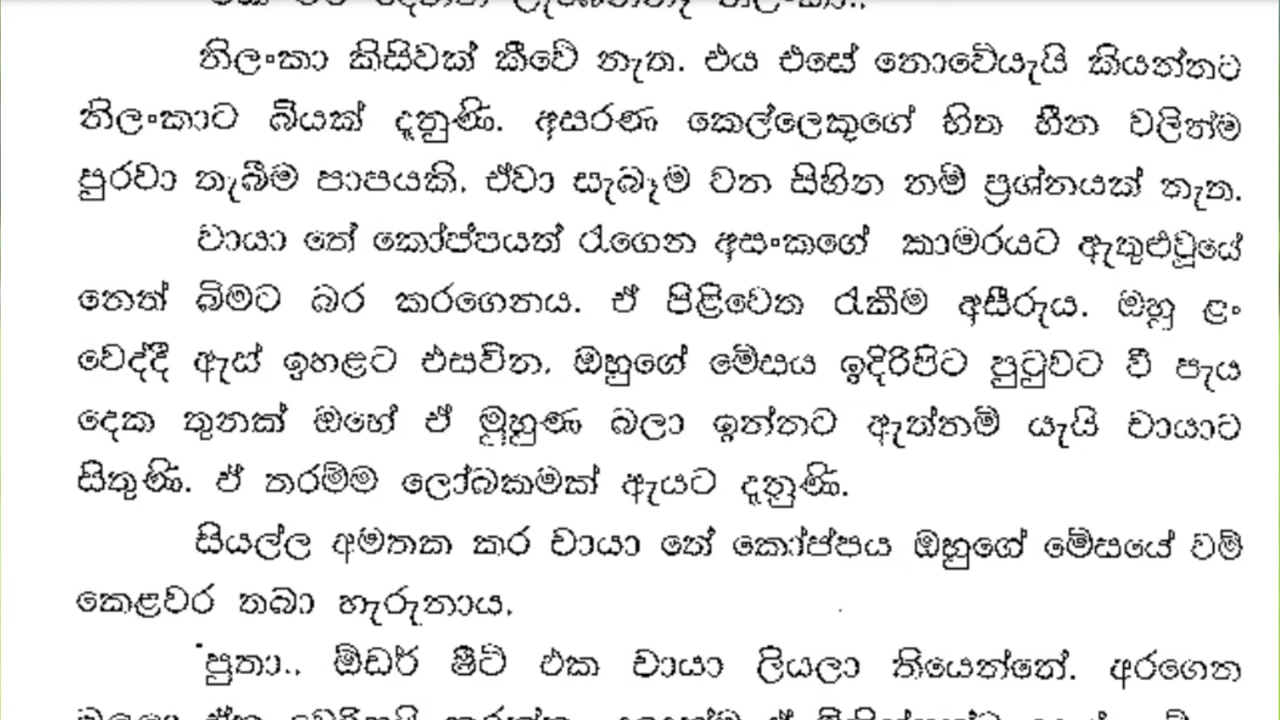 නිලංකා කිසිවක් කීවේ නැත. එය එසේ නොවේයැයි කියන්නට
නිලංකාට බියක් දැනුණි. අසරණ කෙල්ලෙකුගේ හිත හීන වලින්ම
පුරවා තැබීම පාපයකි. ඒවා සැබෑම වන සිහින නම් ප්‍රශ්නයක් නැත.
චායා තේ කෝප්පයත් රැගෙන අසංකගේ කාමරයට ඇතුළුවූයේ
නෙත් බිමට බර කරගෙනය. ඒ පිළිවෙත රැකීම අසීරුය. ඔහු ළං
වෙද්දී ඇස් ඉහළට එසවින. ඔහුගේ මේසය ඉදිරිපිට පුටුවට වී පැය
දෙක තුනක් ඔහේ ඒ මුහුණ බලා ඉන්නට ඇත්නම් යැයි චායාට
සිතුණි. ඒ තරම්ම ලෝබකමක් ඇයට දැනුණි.
සියල්ල අමතක කර චායා තේ කෝප්පය ඔහුගේ මේසයේ වම්
කෙළවර තබා හැරුනාය.
"පුතා.. ඕඩර් ෂීට් එක චායා ලියලා තියෙන්නේ. අරගෙන